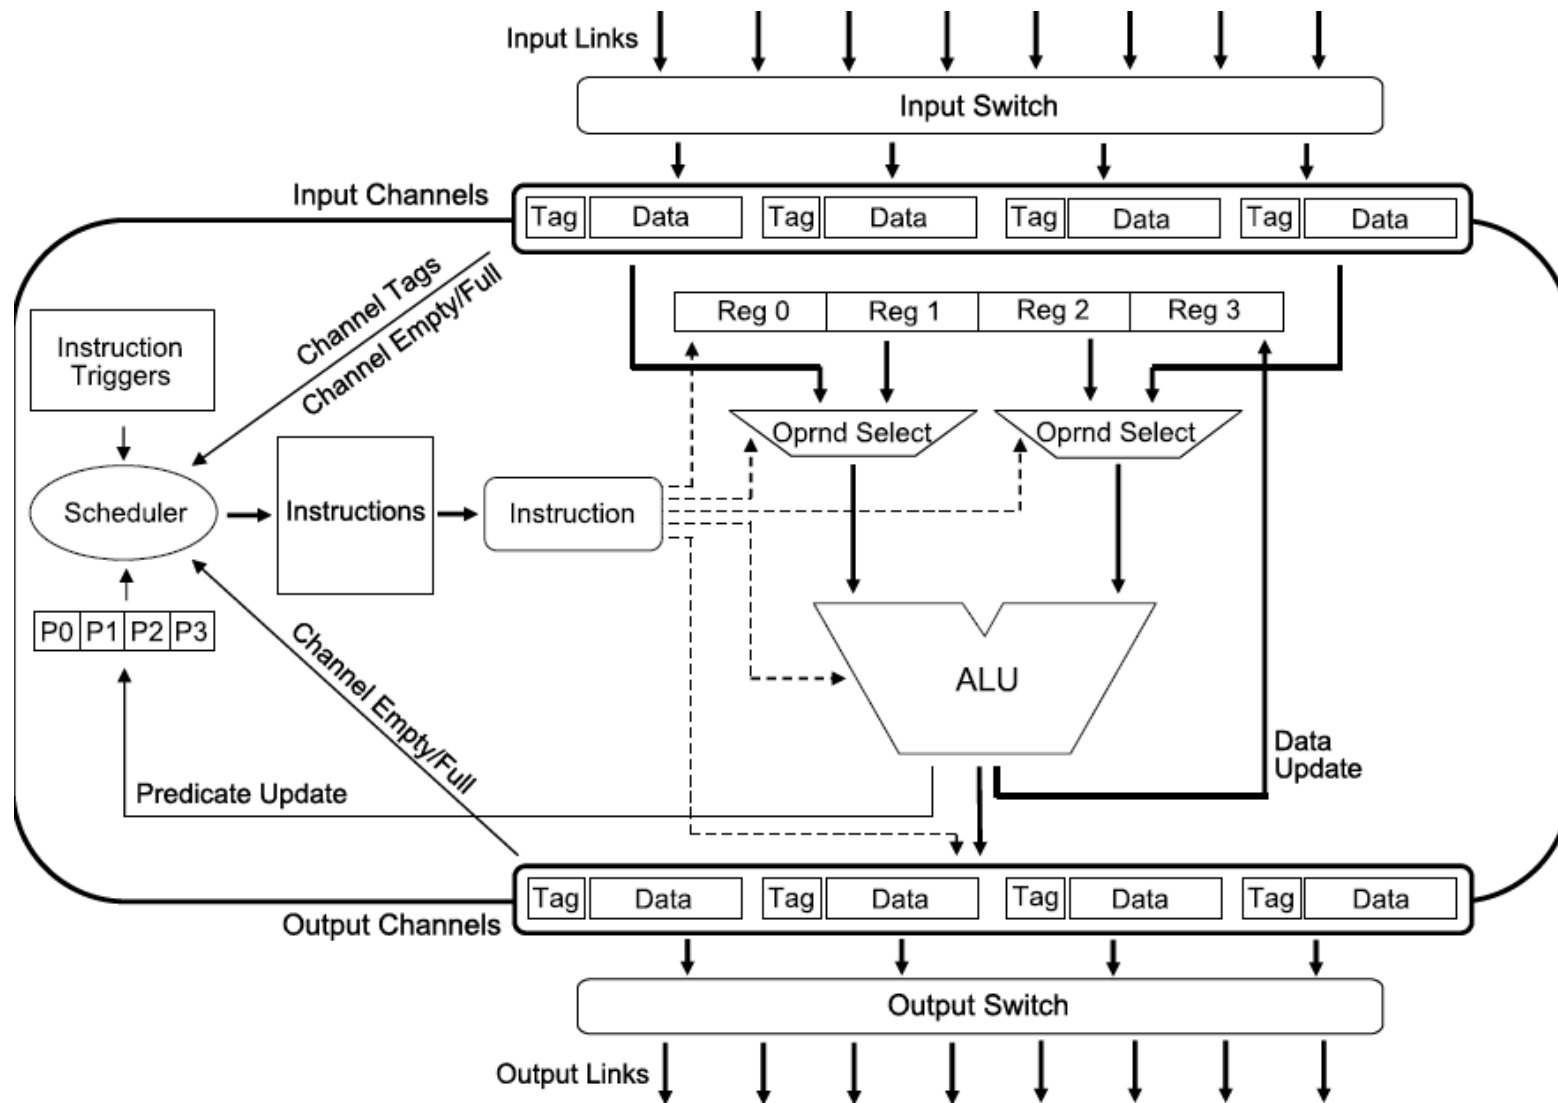 Input Links
Input Switch
Input Channels
Tag Data Tag Data Tag Data Tag Data
Channel Tags
Channel Empty/Full
Reg 0 Reg 1 Reg 2 Reg 3
Instruction
Triggers
Oprnd Select Oprnd Select
Scheduler
Instructions
Instruction
P0 P1 P2 P3
Channel Empty/Full
ALU
Data
Update
Predicate Update
Tag Data Tag Data Tag Data Tag Data
Output Channels
Output Switch
Output Links